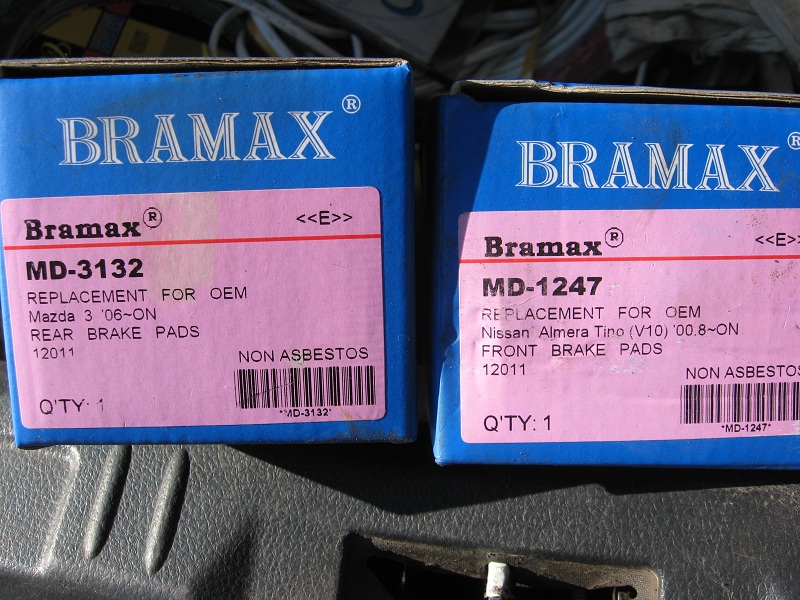 BRAMAX®
Bramax® <<E>>
MD-3132
REPLACEMENT FOR OEM
Mazda 3 '06~ON
REAR BRAKE PADS
12011
NON ASBESTOS
Q'TY: 1
*MD-3132*
BRAMAX®
Bramax® <<E>>
MD-1247
REPLACEMENT FOR OEM
Nissan Almera Tino (V10) '00.8~ON
FRONT BRAKE PADS
12011
NON ASBESTOS
Q'TY: 1
*MD-1247*